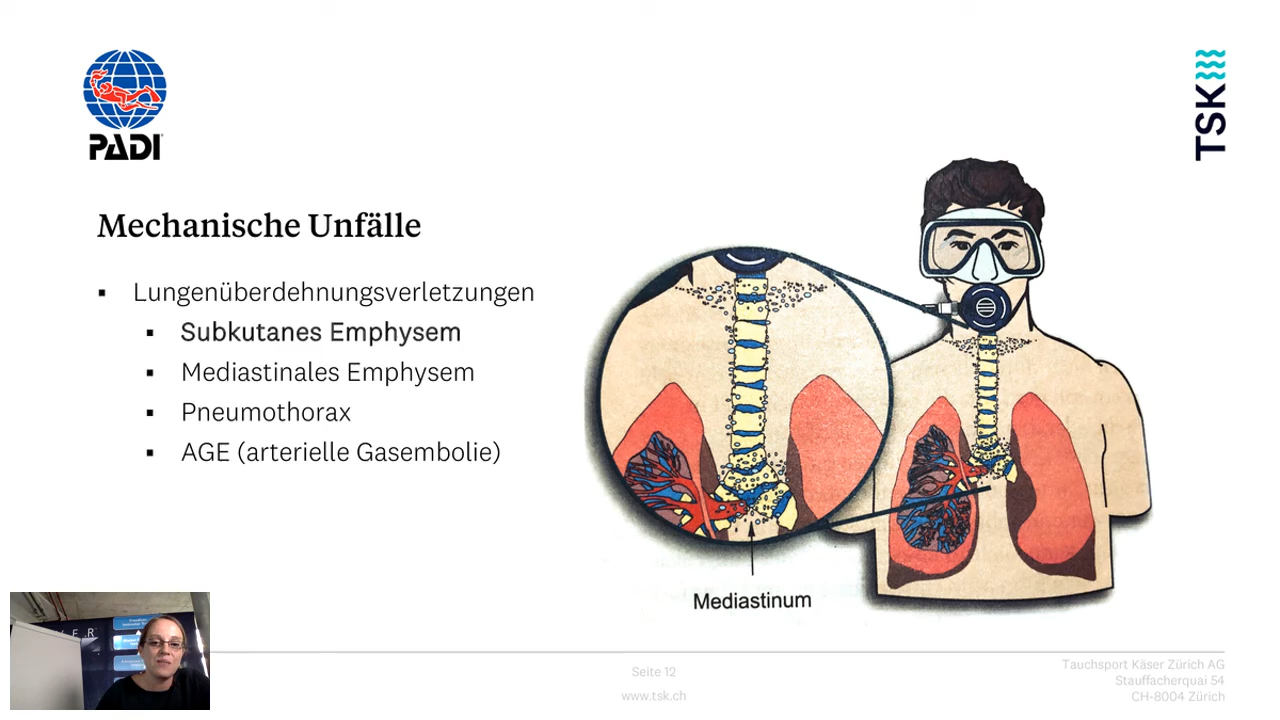 PADI
TSK
Mechanische Unfälle
Lungenüberdehnungsverletzungen
Subkutanes Emphysem
Mediastinales Emphysem
Pneumothorax
AGE (arterielle Gasembolie)
Mediastinum
Seite 12
www.tsk.ch
Tauchsport Käser Zürich AG
Stauffacherquai 54
CH-8004 Zürich